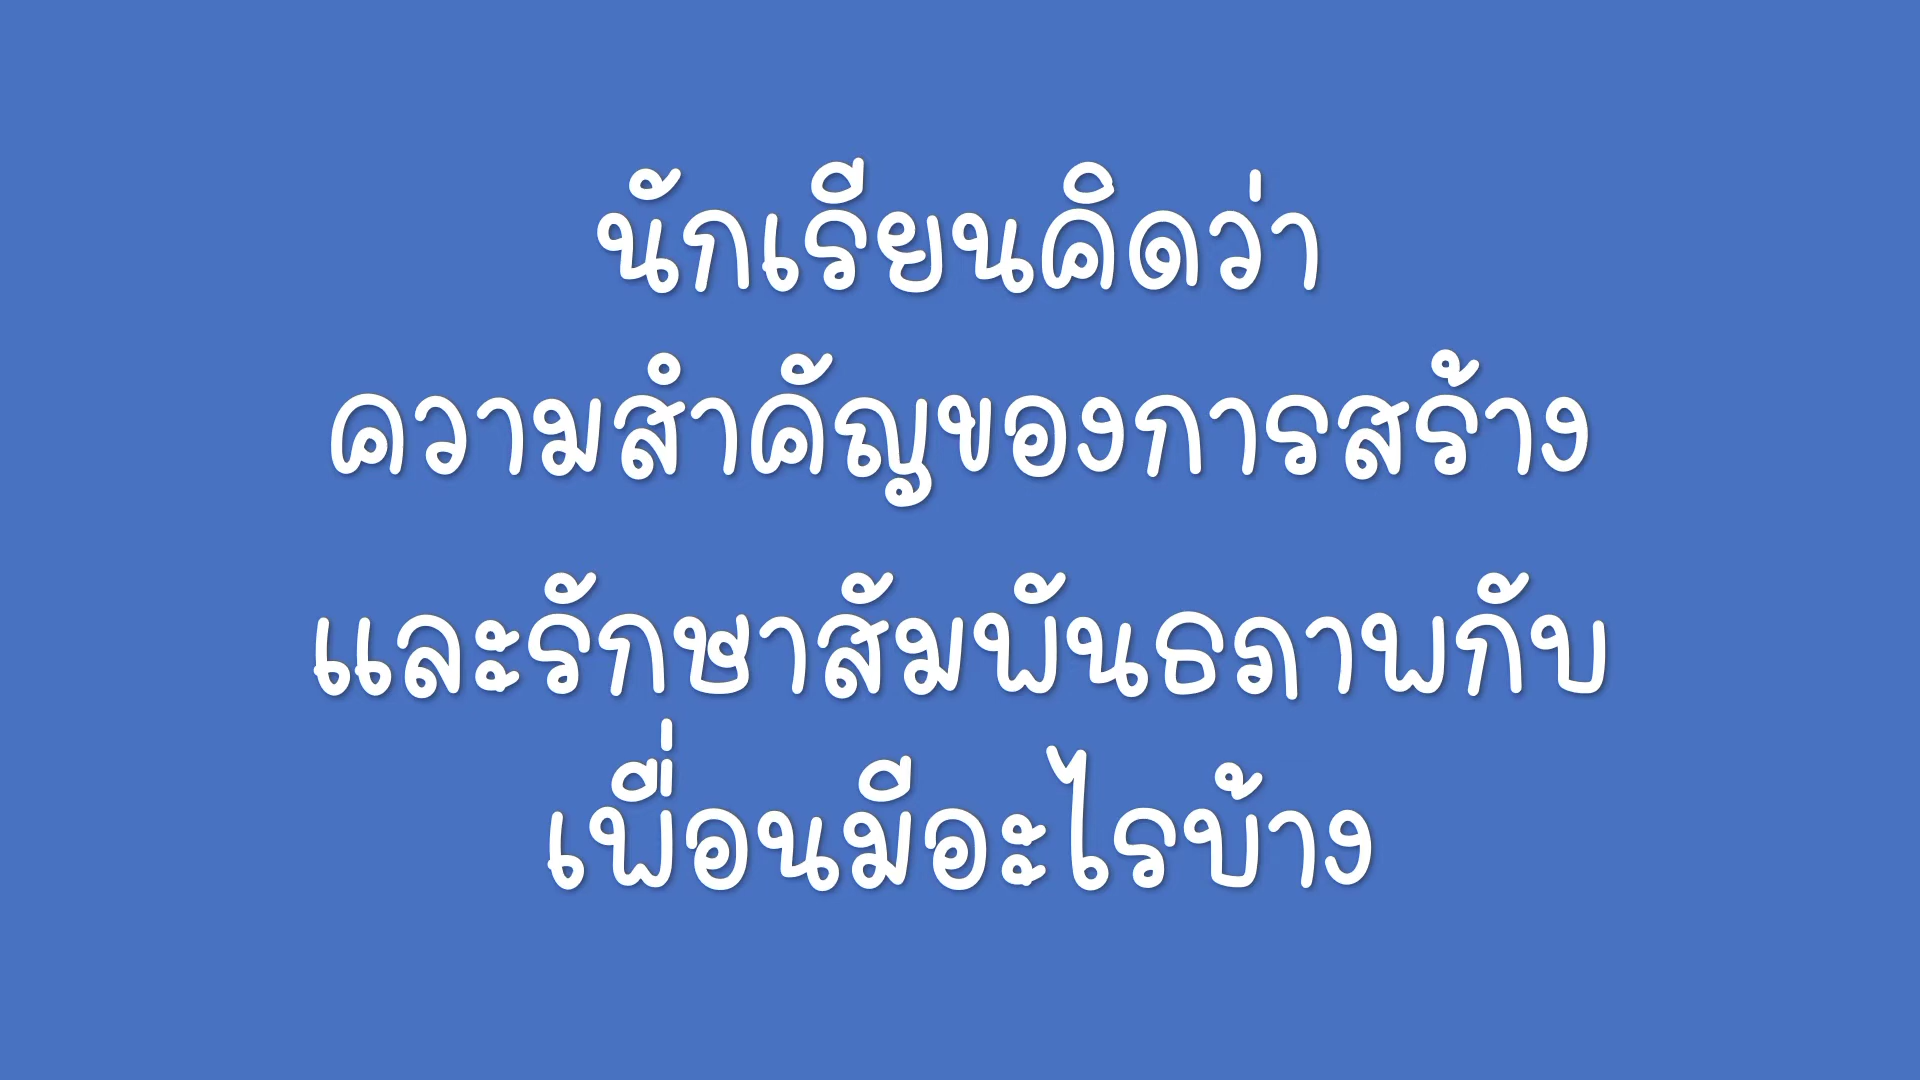 นักเรียนคิดว่า
ความสำคัญของการสร้าง
และรักษาสัมพันธภาพกับ
เพื่อนมีอะไรบ้าง